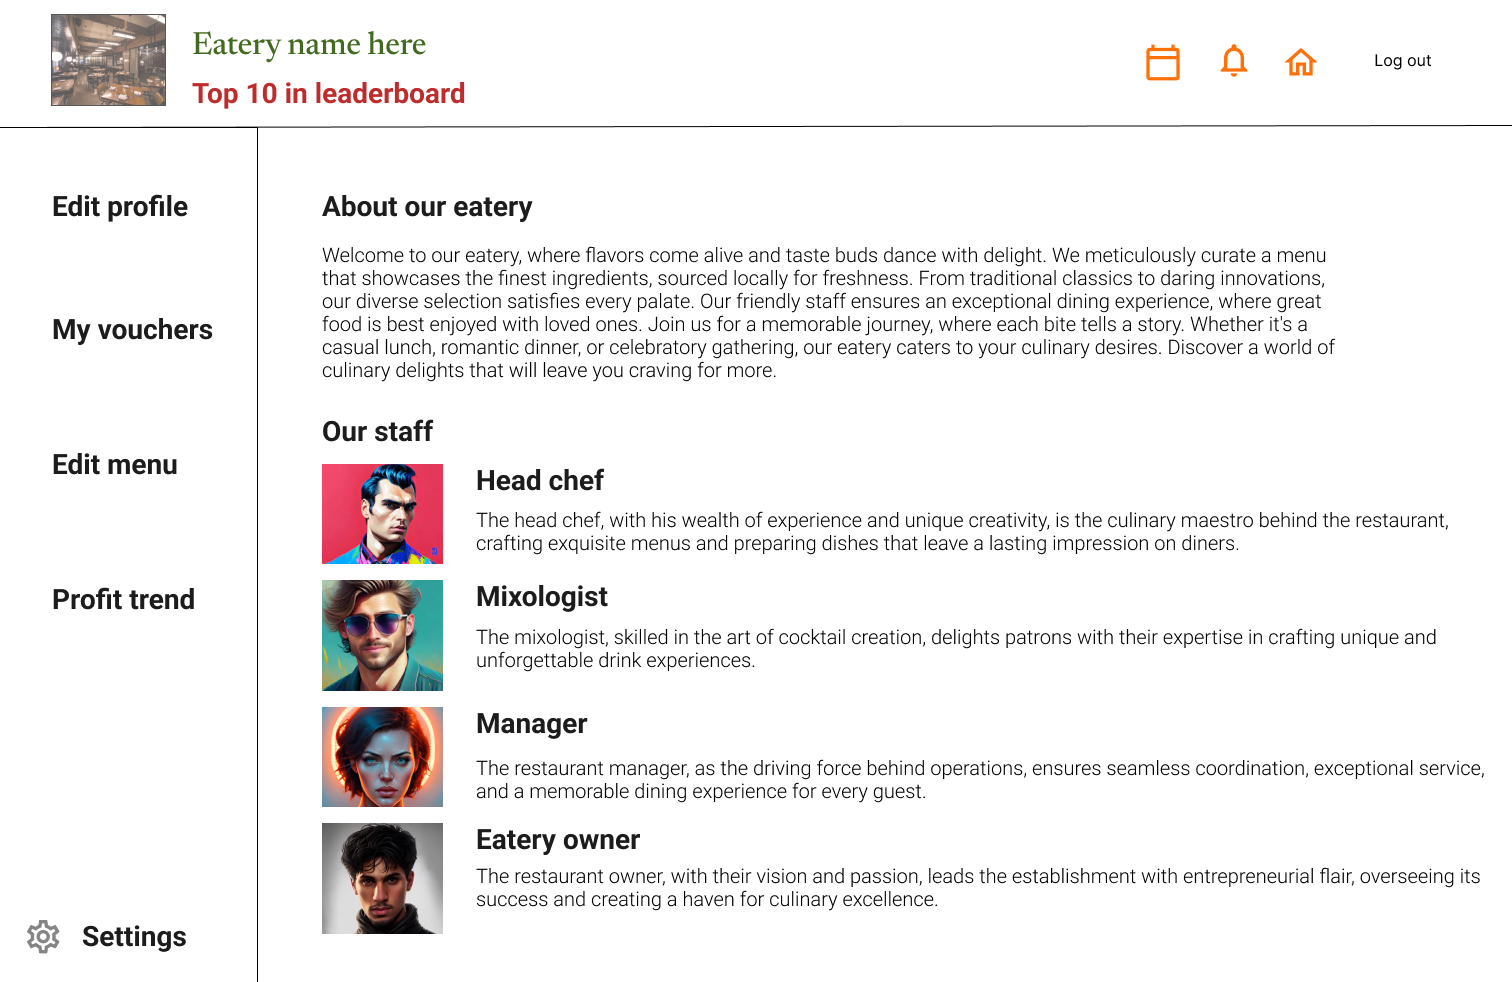 Eatery name here
Top 10 in leaderboard
Log out
Edit profile
My vouchers
Edit menu
Profit trend
Settings
About our eatery
Welcome to our eatery, where flavors come alive and taste buds dance with delight. We meticulously curate a menu
that showcases the finest ingredients, sourced locally for freshness. From traditional classics to daring innovations,
our diverse selection satisfies every palate. Our friendly staff ensures an exceptional dining experience, where great
food is best enjoyed with loved ones. Join us for a memorable journey, where each bite tells a story. Whether it's a
casual lunch, romantic dinner, or celebratory gathering, our eatery caters to your culinary desires. Discover a world of
culinary delights that will leave you craving for more.
Our staff
Head chef
The head chef, with his wealth of experience and unique creativity, is the culinary maestro behind the restaurant,
crafting exquisite menus and preparing dishes that leave a lasting impression on diners.
Mixologist
The mixologist, skilled in the art of cocktail creation, delights patrons with their expertise in crafting unique and
unforgettable drink experiences.
Manager
The restaurant manager, as the driving force behind operations, ensures seamless coordination, exceptional service,
and a memorable dining experience for every guest.
Eatery owner
The restaurant owner, with their vision and passion, leads the establishment with entrepreneurial flair, overseeing its
success and creating a haven for culinary excellence.